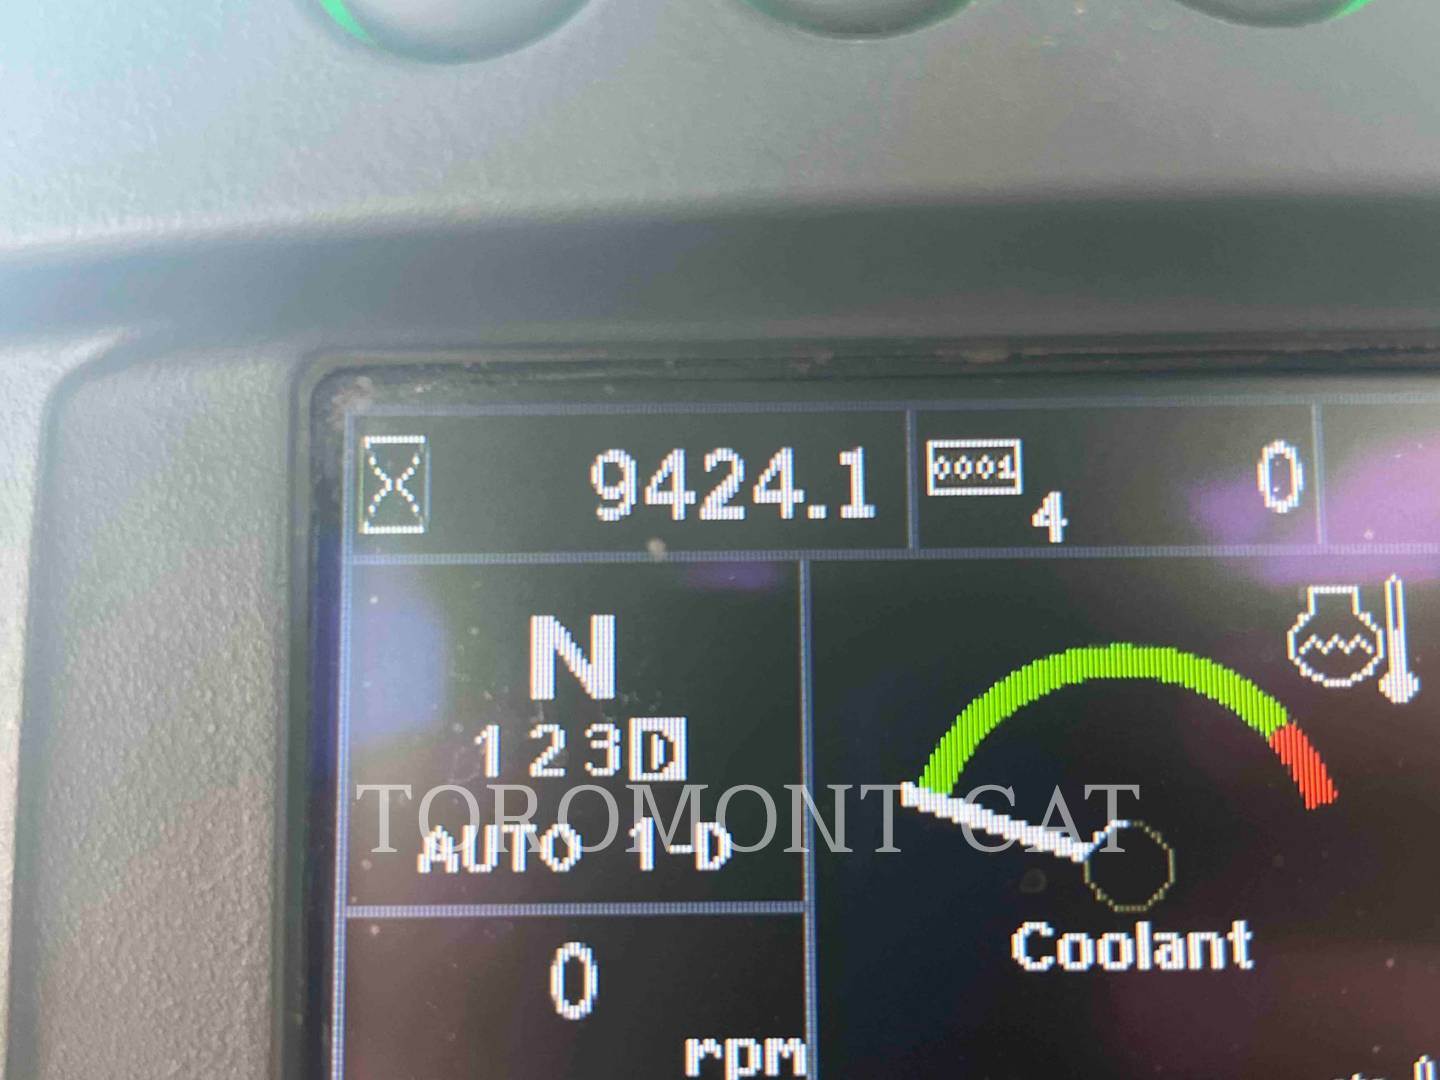 9424.1
0001
4
0
N
1 2 3 D
TOROMONT CAT
AUTO 1-D
Coolant
0
rpm